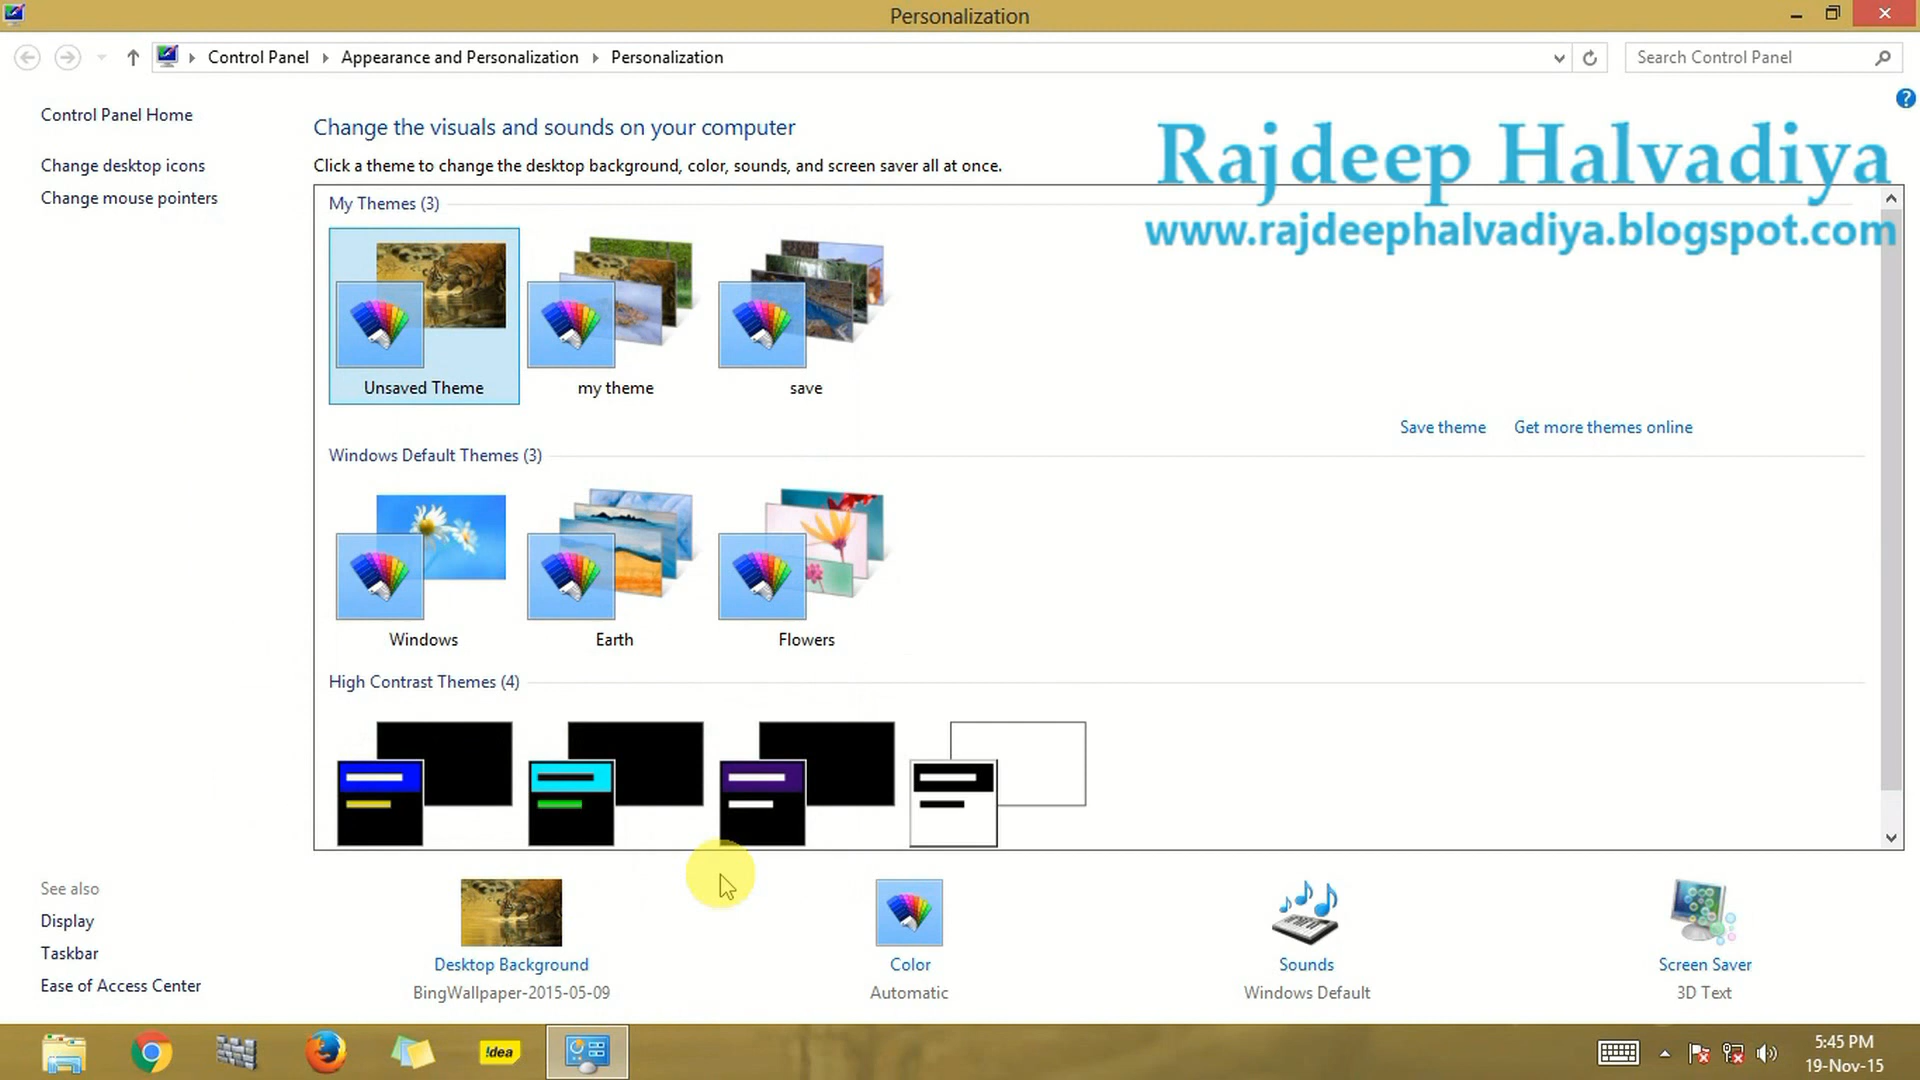 Personalization
Control Panel
Appearance and Personalization
Personalization
Search Control Panel
Control Panel Home
Change desktop icons
Change mouse pointers
Change the visuals and sounds on your computer
Click a theme to change the desktop background, color, sounds, and screen saver all at once.
Rajdeep Halvadiya
www.rajdeephalvadiya.blogspot.com
My Themes (3)
Unsaved Theme
my theme
save
Save theme
Get more themes online
Windows Default Themes (3)
Windows
Earth
Flowers
High Contrast Themes (4)
See also
Display
Taskbar
Ease of Access Center
Desktop Background
BingWallpaper-2015-05-09
Color
Automatic
Sounds
Windows Default
Screen Saver
3D Text
!dea
5:45 PM
19-Nov-15